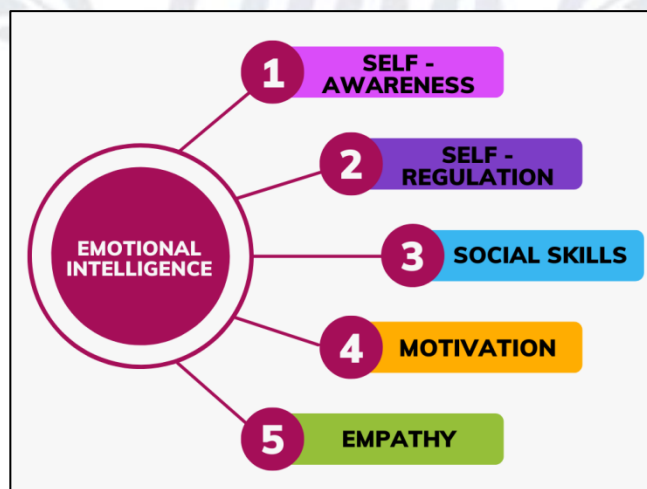 EMOTIONAL
INTELLIGENCE
1
SELF -
AWARENESS
2
SELF -
REGULATION
3
SOCIAL SKILLS
4
MOTIVATION
5
EMPATHY